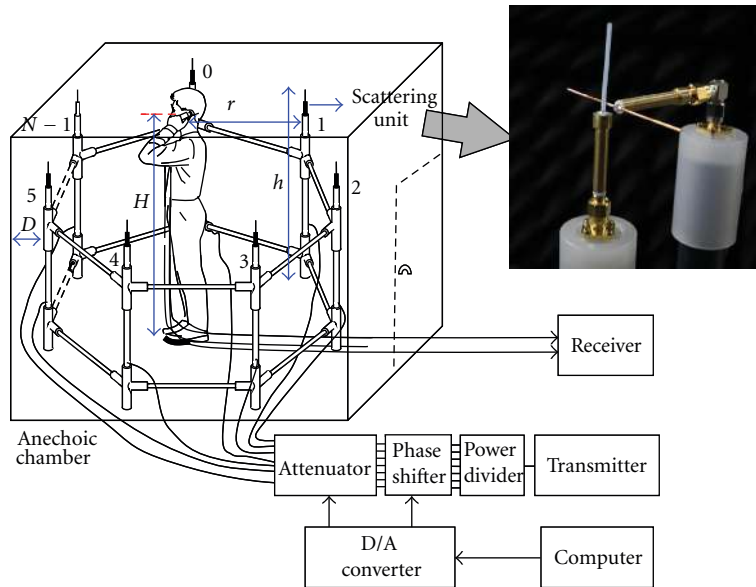 0
r
Scattering
unit
N − 1
1
5
H
h
2
D
4
3
Receiver
Anechoic
chamber
Attenuator
Phase
shifter
Power
divider
Transmitter
D/A
converter
Computer